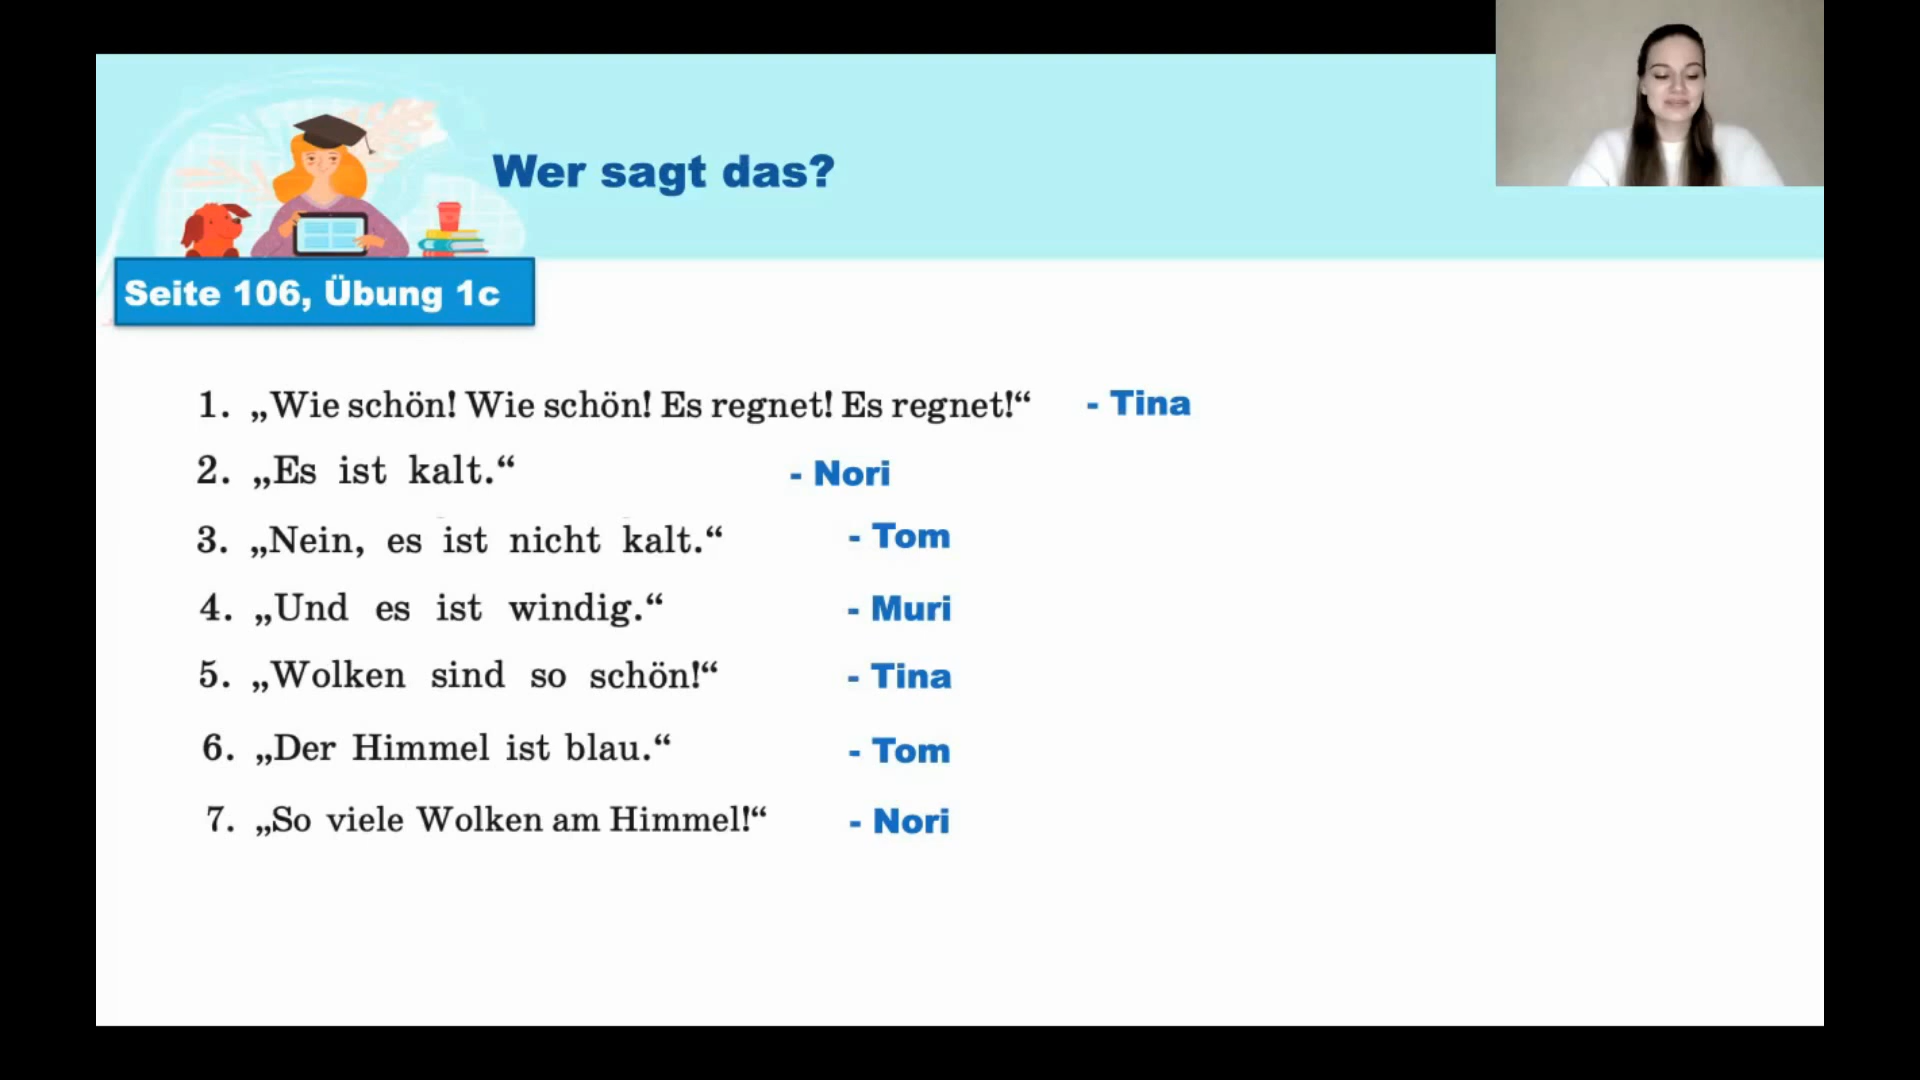 Wer sagt das?
Seite 106, Übung 1c
1. „Wie schön! Wie schön! Es regnet! Es regnet!“ - Tina
2. „Es ist kalt.“ - Nori
3. „Nein, es ist nicht kalt.“ - Tom
4. „Und es ist windig.“ - Muri
5. „Wolken sind so schön!“ - Tina
6. „Der Himmel ist blau.“ - Tom
7. „So viele Wolken am Himmel!“ - Nori